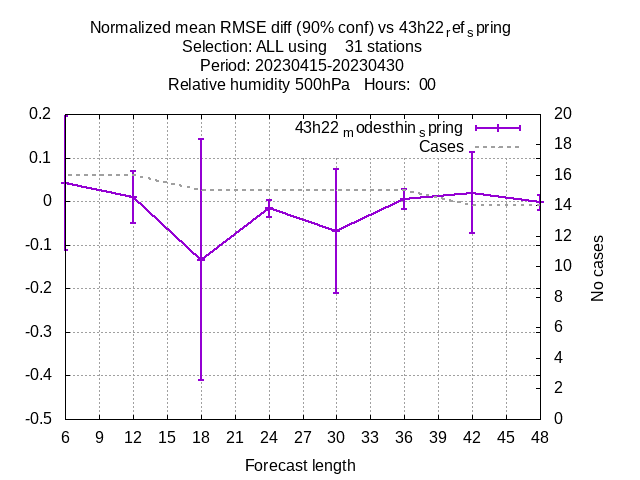 Normalized mean RMSE diff (90% conf) vs 43h22refspring
Selection: ALL using 31 stations
Period: 20230415-20230430
Relative humidity 500hPa Hours: 00
43h22modesthinspring
Cases
0.2
0.1
0
-0.1
-0.2
-0.3
-0.4
-0.5
20
18
16
14
12
10
8
6
4
2
0
No cases
6 9 12 15 18 21 24 27 30 33 36 39 42 45 48
Forecast length